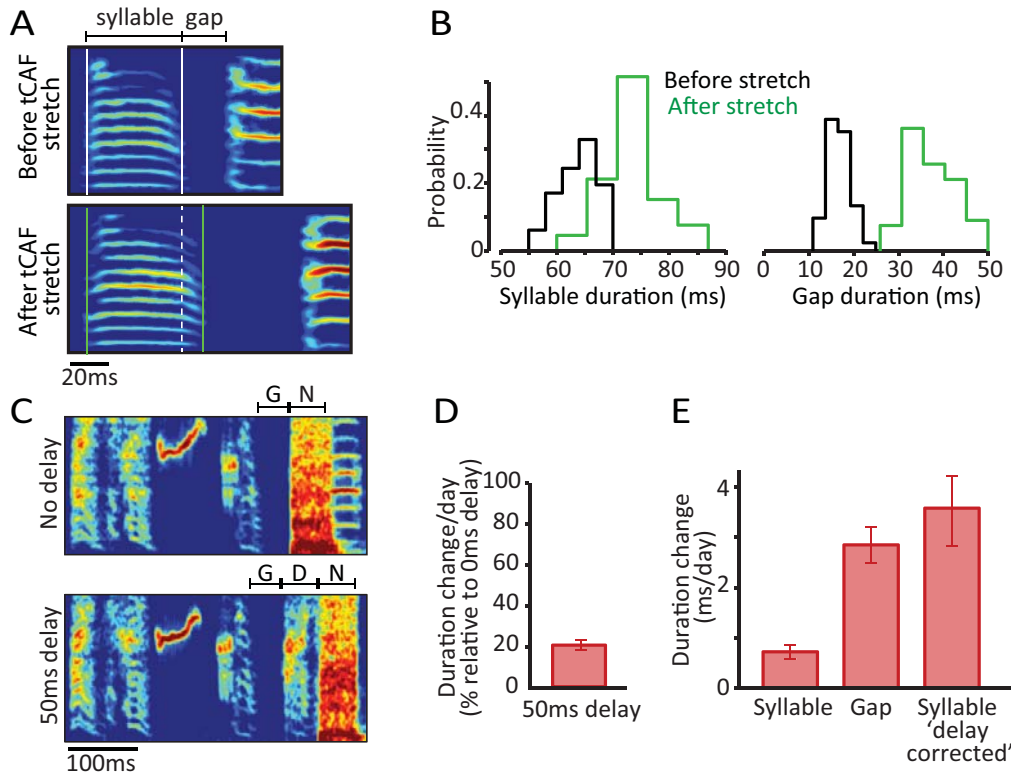 A
syllable gap
Before tCAF
stretch
After tCAF
stretch
20ms
B
Before stretch
After stretch
Probability
0.4
0.2
0
50 60 70 80 90
Syllable duration (ms)
0 10 20 30 40 50
Gap duration (ms)
C
G N
No delay
G D N
50ms delay
100ms
D
Duration change/day
(% relative to 0ms delay)
100
80
60
40
20
0
50ms delay
E
Duration change
(ms/day)
4
2
0
Syllable Gap Syllable
'delay
corrected'